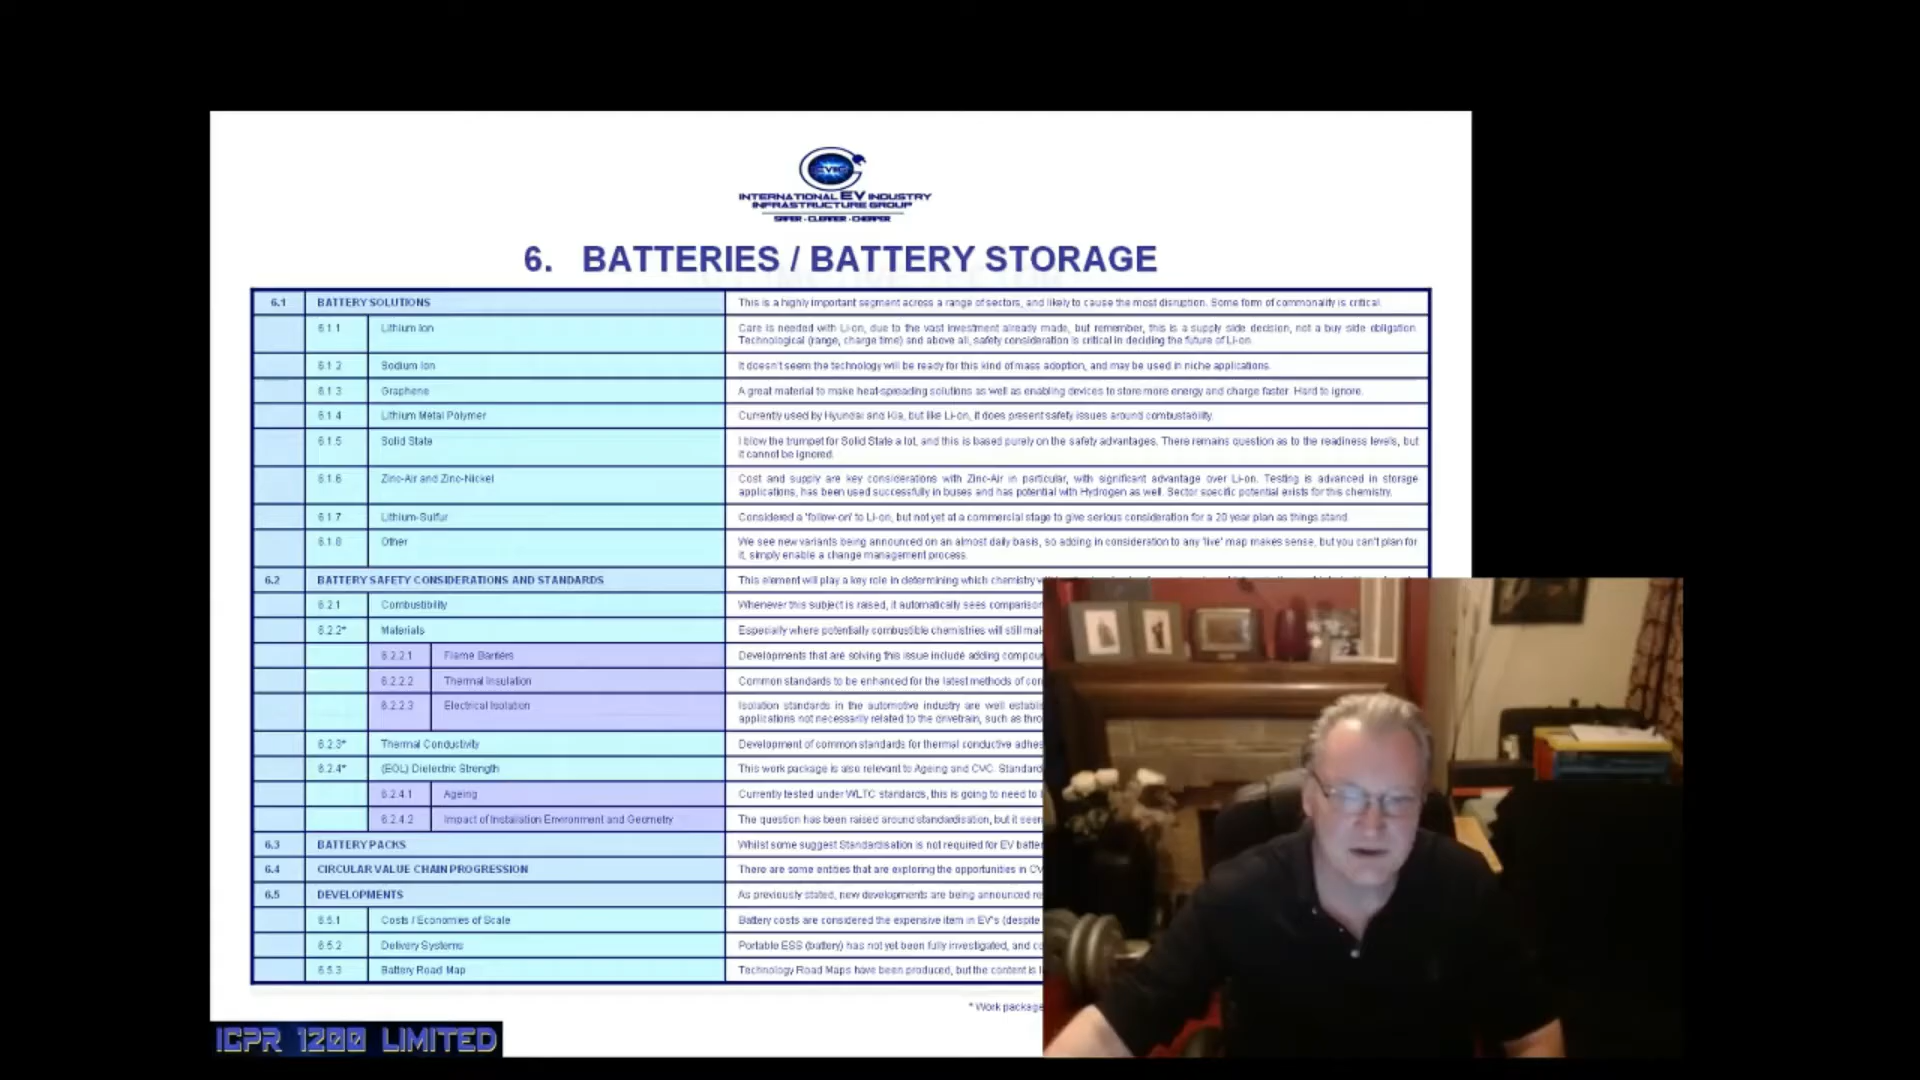 CVIC
INTERNATIONAL EV INDUSTRY
INFRASTRUCTURE GROUP
SAFER - CLEANER - CHEAPER
6. BATTERIES / BATTERY STORAGE
6.1 BATTERY SOLUTIONS This is a highly important segment across a range of sectors, and likely to cause the most disruption. Some form of commonality is critical.
6.1.1 Lithium Ion Care is needed with Li-on, due to the vast investment already made, but remember, this is a supply side decision, not a buy side obligation.
Technological (range, charge time) and above all, safety consideration is critical in deciding the future of Li-on.
6.1.2 Sodium Ion It doesn't seem the technology will be ready for this kind of mass adoption, and may be used in niche applications.
6.1.3 Graphene A great material to make heat-spreading solutions as well as enabling devices to store more energy and charge faster. Hard to ignore.
6.1.4 Lithium Metal Polymer Currently used by Hyundai and Kia, but like Li-on, it does present safety issues around combustability.
6.1.5 Solid State I blow the trumpet for Solid State a lot, and this is based purely on the safety advantages. There remains question as to the readiness levels, but
it cannot be ignored.
6.1.6 Zinc-Air and Zinc-Nickel Cost and supply are key considerations with Zinc-Air in particular, with significant advantage over Li-on. Testing is advanced in storage
applications, has been used successfully in buses and has potential with Hydrogen as well. Sector specific potential exists for this chemistry.
6.1.7 Lithium-Sulfur Considered a 'follow-on' to Li-on, but not yet at a commercial stage to give serious consideration for a 20 year plan as things stand.
6.1.8 Other We see new variants being announced on an almost daily basis, so adding in consideration to any 'live' map makes sense, but you can't plan for
it, simply enable a change management process.
6.2 BATTERY SAFETY CONSIDERATIONS AND STANDARDS This element will play a key role in determining which chemistry
6.2.1 Combustibility Whenever this subject is raised, it automatically sees comparison
6.2.2* Materials Especially where potentially combustible chemistries will still
6.2.2.1 Flame Barriers Developments that are solving this issue include adding
6.2.2.2 Thermal Insulation Common standards to be enhanced for the latest methods of
6.2.2.3 Electrical Isolation Isolation standards in the automotive industry are well
applications not necessarily related to the drivetrain, such as
6.2.3* Thermal Conductivity Development of common standards for thermal conductive
6.2.4* (EOL) Dielectric Strength This work package is also relevant to Ageing and CVC.
6.2.4.1 Ageing Currently tested under WLTC standards, this is going to need to
6.2.4.2 Impact of Installation Environment and Geometry The question has been raised around standardisation, but it
6.3 BATTERY PACKS Whilst some suggest Standardisation is not required for EV
6.4 CIRCULAR VALUE CHAIN PROGRESSION There are some entities that are exploring the opportunities in
6.5 DEVELOPMENTS As previously stated, new developments are being announced
6.5.1 Costs / Economies of Scale Battery costs are considered the expensive item in EV's (despite
6.5.2 Delivery Systems Portable ESS (battery) has not yet been fully investigated, and
6.5.3 Battery Road Map Technology Road Maps have been produced, but the content is
* Work package
ICPR 1200 LIMITED